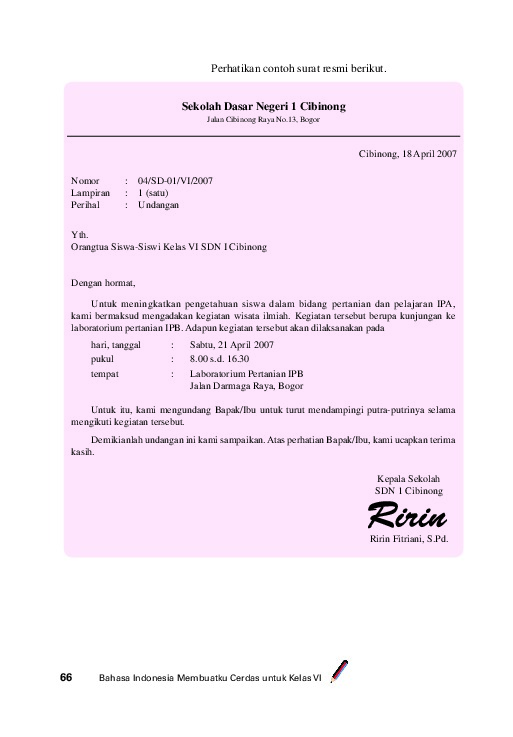 Perhatikan contoh surat resmi berikut.
Sekolah Dasar Negeri 1 Cibinong
Jalan Cibinong Raya No.13, Bogor
Cibinong, 18 April 2007
Nomor : 04/SD-01/VI/2007
Lampiran : 1 (satu)
Perihal : Undangan
Yth.
Orangtua Siswa-Siswi Kelas VI SDN I Cibinong
Dengan hormat,
Untuk meningkatkan pengetahuan siswa dalam bidang pertanian dan pelajaran IPA,
kami bermaksud mengadakan kegiatan wisata ilmiah. Kegiatan tersebut berupa kunjungan ke
laboratorium pertanian IPB. Adapun kegiatan tersebut akan dilaksanakan pada
hari, tanggal : Sabtu, 21 April 2007
pukul : 8.00 s.d. 16.30
tempat : Laboratorium Pertanian IPB
Jalan Darmaga Raya, Bogor
Untuk itu, kami mengundang Bapak/Ibu untuk turut mendampingi putra-putrinya selama
mengikuti kegiatan tersebut.
Demikianlah undangan ini kami sampaikan. Atas perhatian Bapak/Ibu, kami ucapkan terima
kasih.
Kepala Sekolah
SDN 1 Cibinong
Ririn
Ririn Fitriani, S.Pd.
66 Bahasa Indonesia Membuatku Cerdas untuk Kelas VI